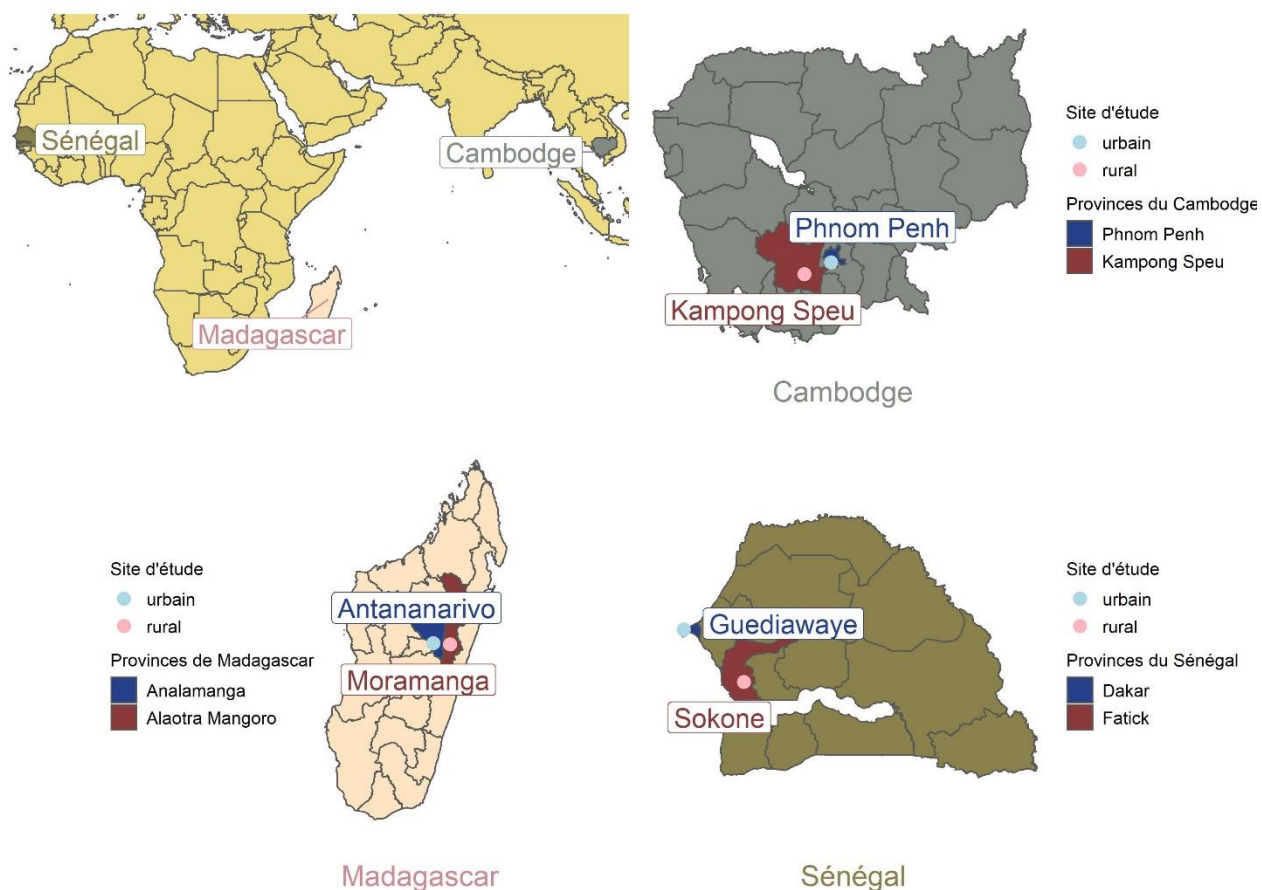 Sénégal
Cambodge
Madagascar
Phnom Penh
Kampong Speu
Cambodge
Site d'étude
urbain
rural
Provinces du Cambodge
Phnom Penh
Kampong Speu
Site d'étude
urbain
rural
Provinces de Madagascar
Analamanga
Alaotra Mangoro
Antananarivo
Moramanga
Madagascar
Guediawaye
Sokone
Sénégal
Site d'étude
urbain
rural
Provinces du Sénégal
Dakar
Fatick